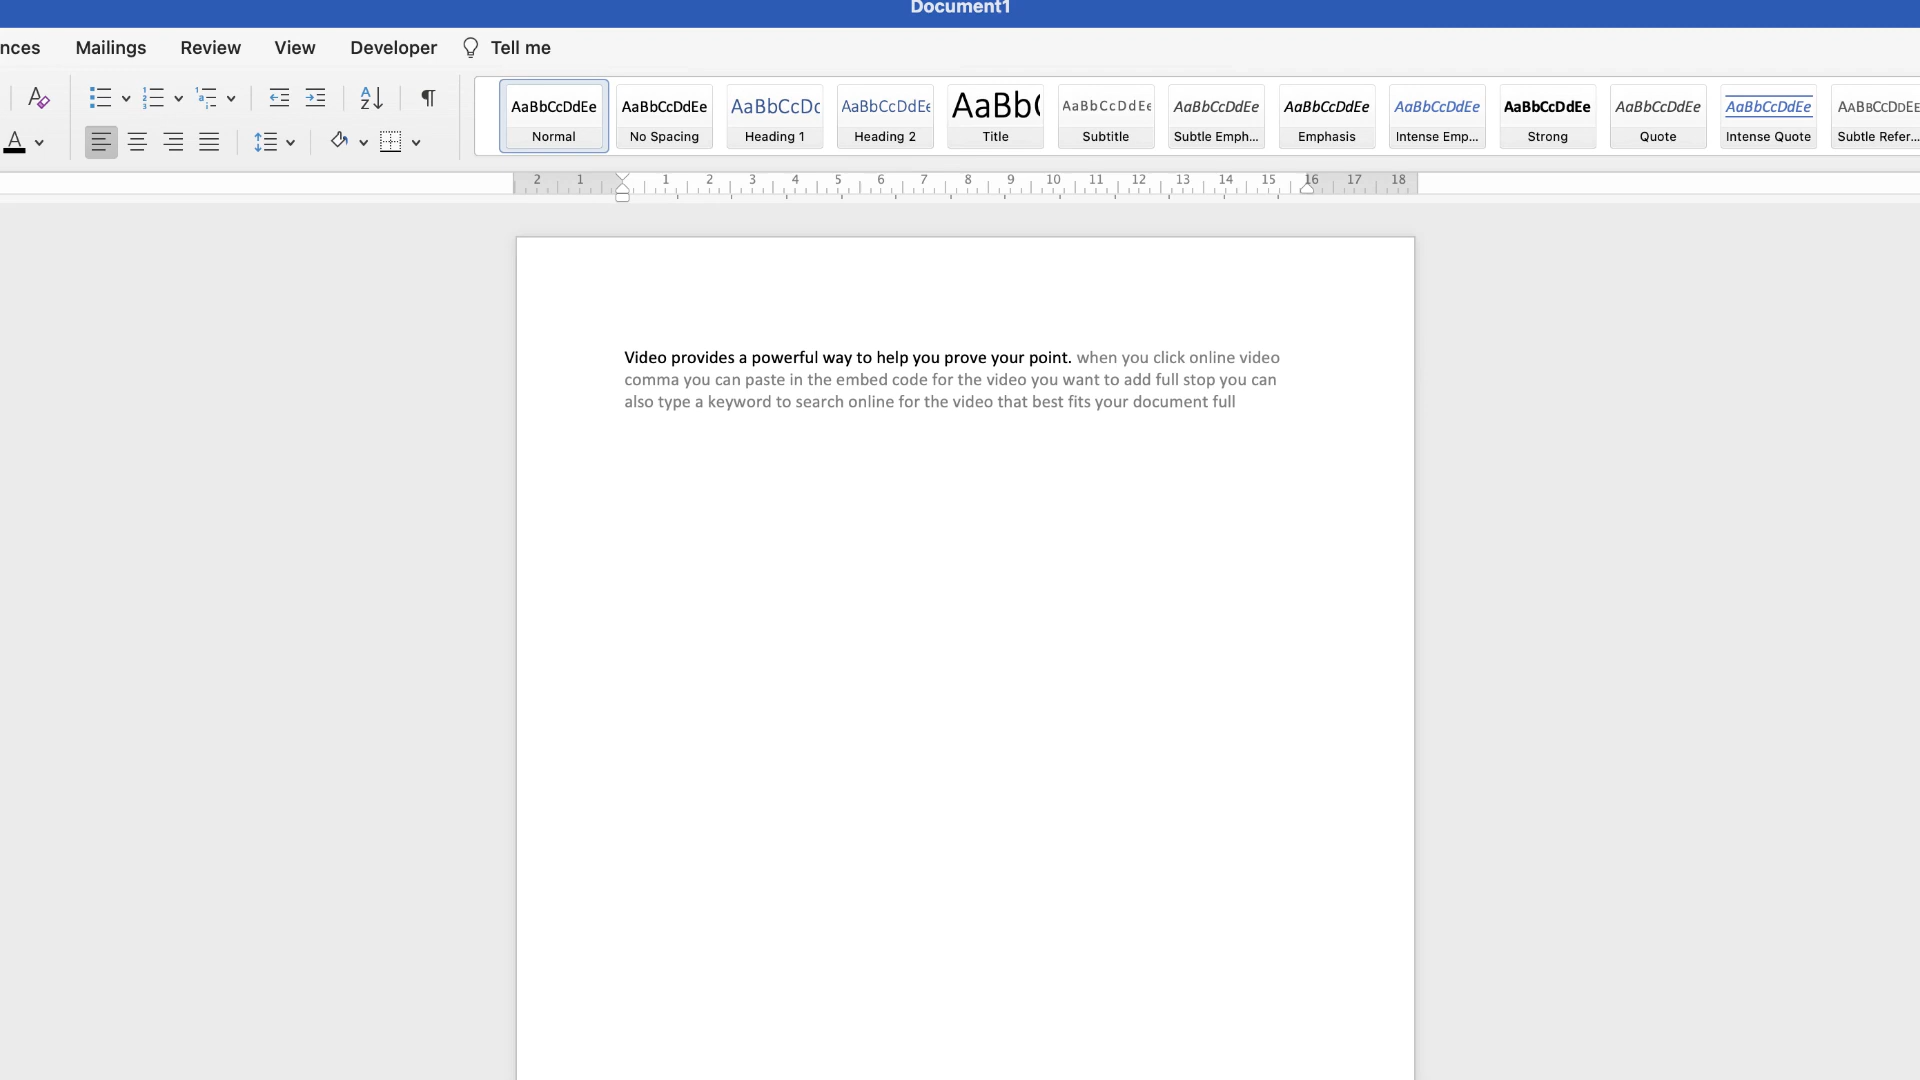 Document1
nces Mailings Review View Developer Tell me
AaBbCcDdEe AaBbCcDdEe AaBbCcDc AaBbCcDdEe AaBb( AaBbCcDdEe AaBbCcDdEe AaBbCcDdEe AaBbCcDdEe AaBbCcDdEe AaBbCcDdEe AaBbCcDdEe AABBCCDDEE
Normal No Spacing Heading 1 Heading 2 Title Subtitle Subtle Emph... Emphasis Intense Emp... Strong Quote Intense Quote Subtle Refer...
2 1 1 2 3 4 5 6 7 8 9 10 11 12 13 14 15 16 17 18
Video provides a powerful way to help you prove your point. when you click online video
comma you can paste in the embed code for the video you want to add full stop you can
also type a keyword to search online for the video that best fits your document full